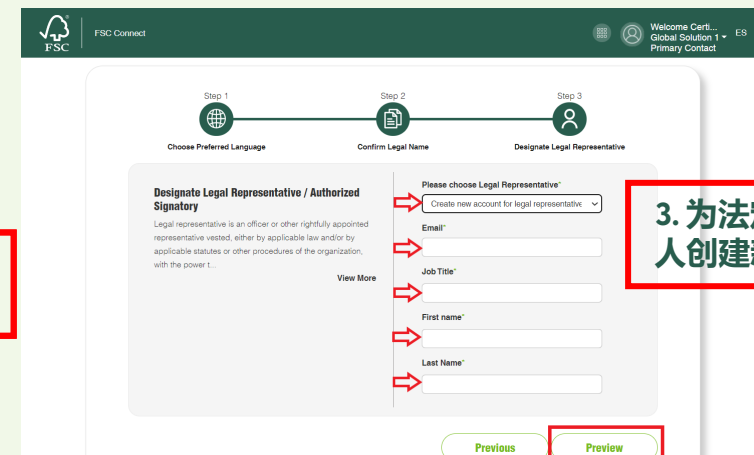 FSC
FSC Connect
Welcome Certi...
Global Solution 1
Primary Contact
ES
Step 1
Step 2
Step 3
Choose Preferred Language
Confirm Legal Name
Designate Legal Representative
Designate Legal Representative / Authorized
Signatory
Legal representative is an officer or other rightfully appointed
representative vested, either by applicable law and/or by
applicable statutes or other procedures of the organization,
with the power t...
View More
Please choose Legal Representative*
Create new account for legal representative
Email*
Job Title*
First name*
Last Name*
Previous
Preview
3. 为法定
人创建